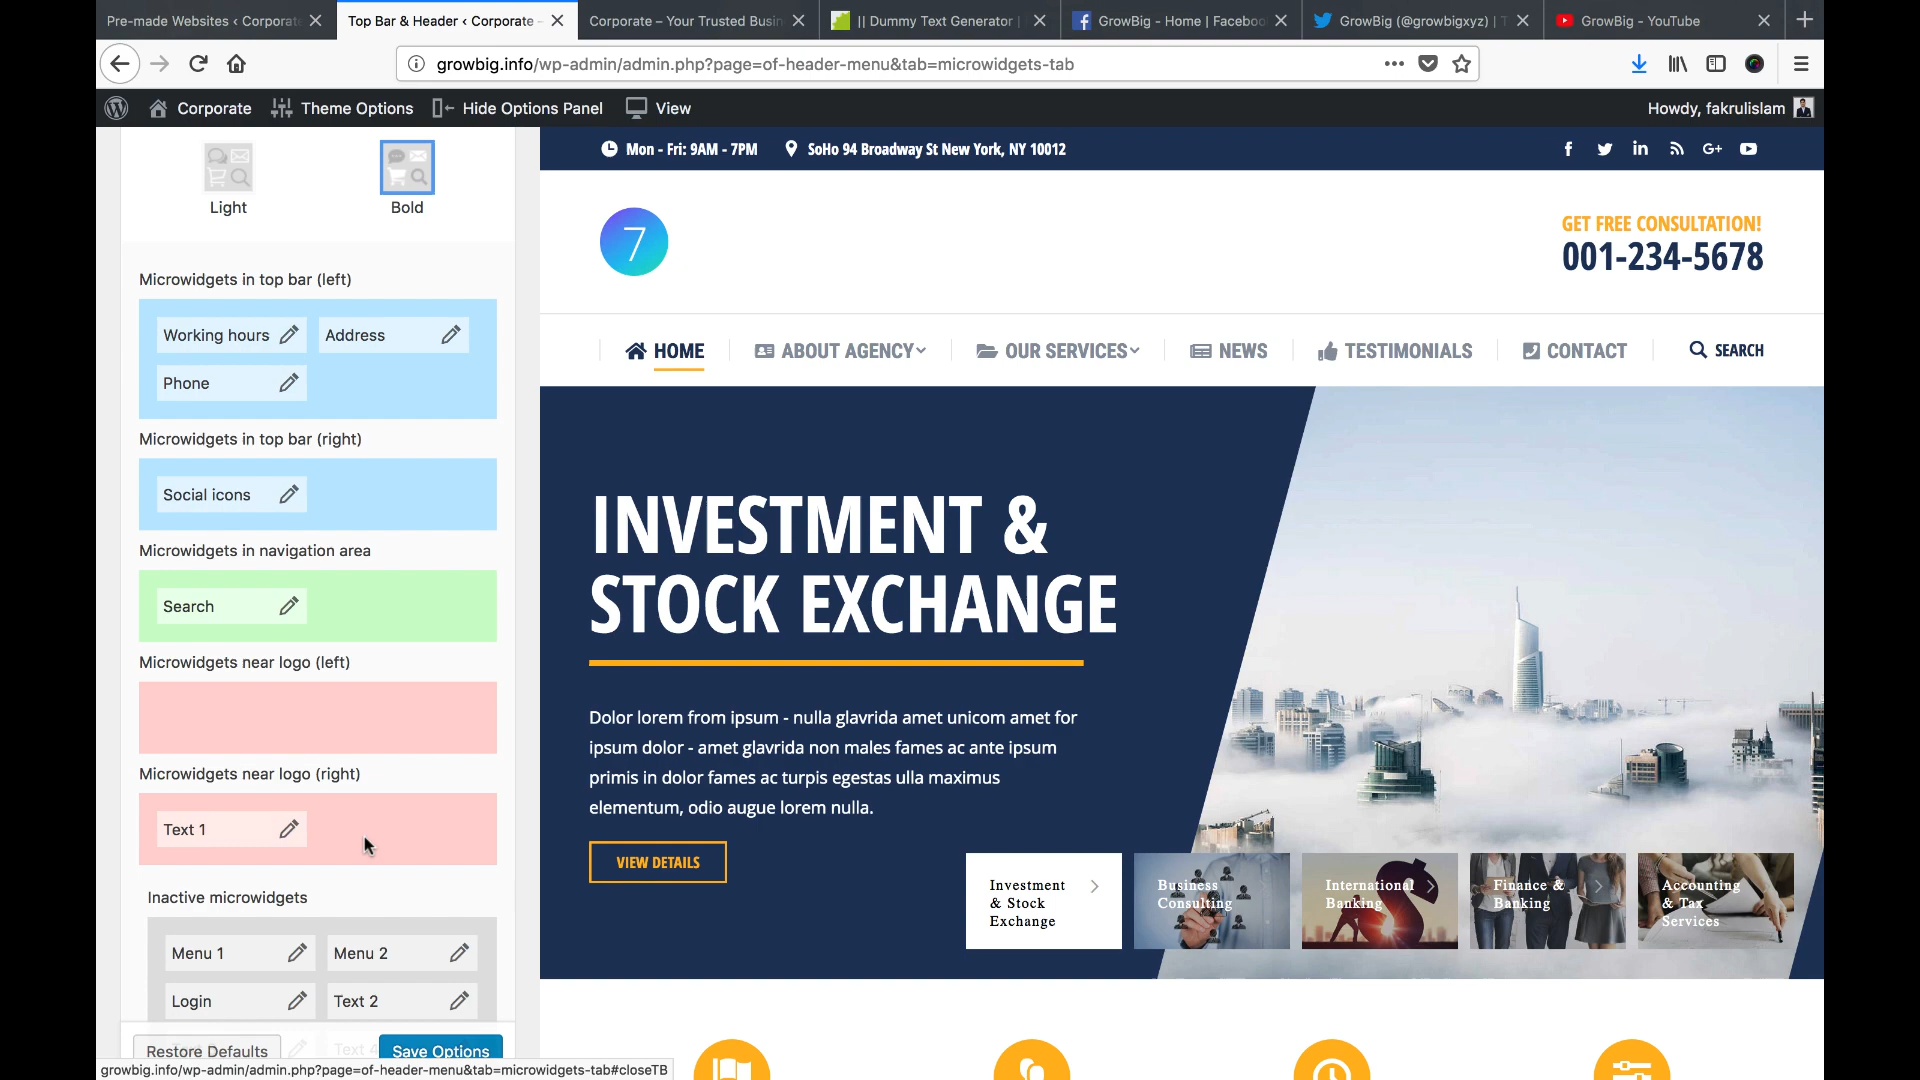 Pre-made Websites ‹ Corporat
Top Bar & Header ‹ Corporate –
Corporate – Your Trusted Busin
|| Dummy Text Generator |
GrowBig - Home | Faceboo
GrowBig (@growbigxyz) | T
GrowBig - YouTube
growbig.info/wp-admin/admin.php?page=of-header-menu&tab=microwidgets-tab
Corporate
Theme Options
Hide Options Panel
View
Howdy, fakrulislam
Light
Bold
Microwidgets in top bar (left)
Working hours
Address
Phone
Microwidgets in top bar (right)
Social icons
Microwidgets in navigation area
Search
Microwidgets near logo (left)
Microwidgets near logo (right)
Text 1
Inactive microwidgets
Menu 1
Menu 2
Login
Text 2
Text 4
Restore Defaults
Save Options
growbig.info/wp-admin/admin.php?page=of-header-menu&tab=microwidgets-tab#closeTB
Mon - Fri: 9AM - 7PM
SoHo 94 Broadway St New York, NY 10012
7
GET FREE CONSULTATION!
001-234-5678
HOME
ABOUT AGENCY
OUR SERVICES
NEWS
TESTIMONIALS
CONTACT
SEARCH
INVESTMENT &
STOCK EXCHANGE
Dolor lorem from ipsum - nulla glavrida amet unicom amet for
ipsum dolor - amet glavrida non males fames ac ante ipsum
primis in dolor fames ac turpis egestas ulla maximus
elementum, odio augue lorem nulla.
VIEW DETAILS
Investment
& Stock
Exchange
Business
Consulting
International
Banking
Finance &
Banking
Accounting
& Tax
Services